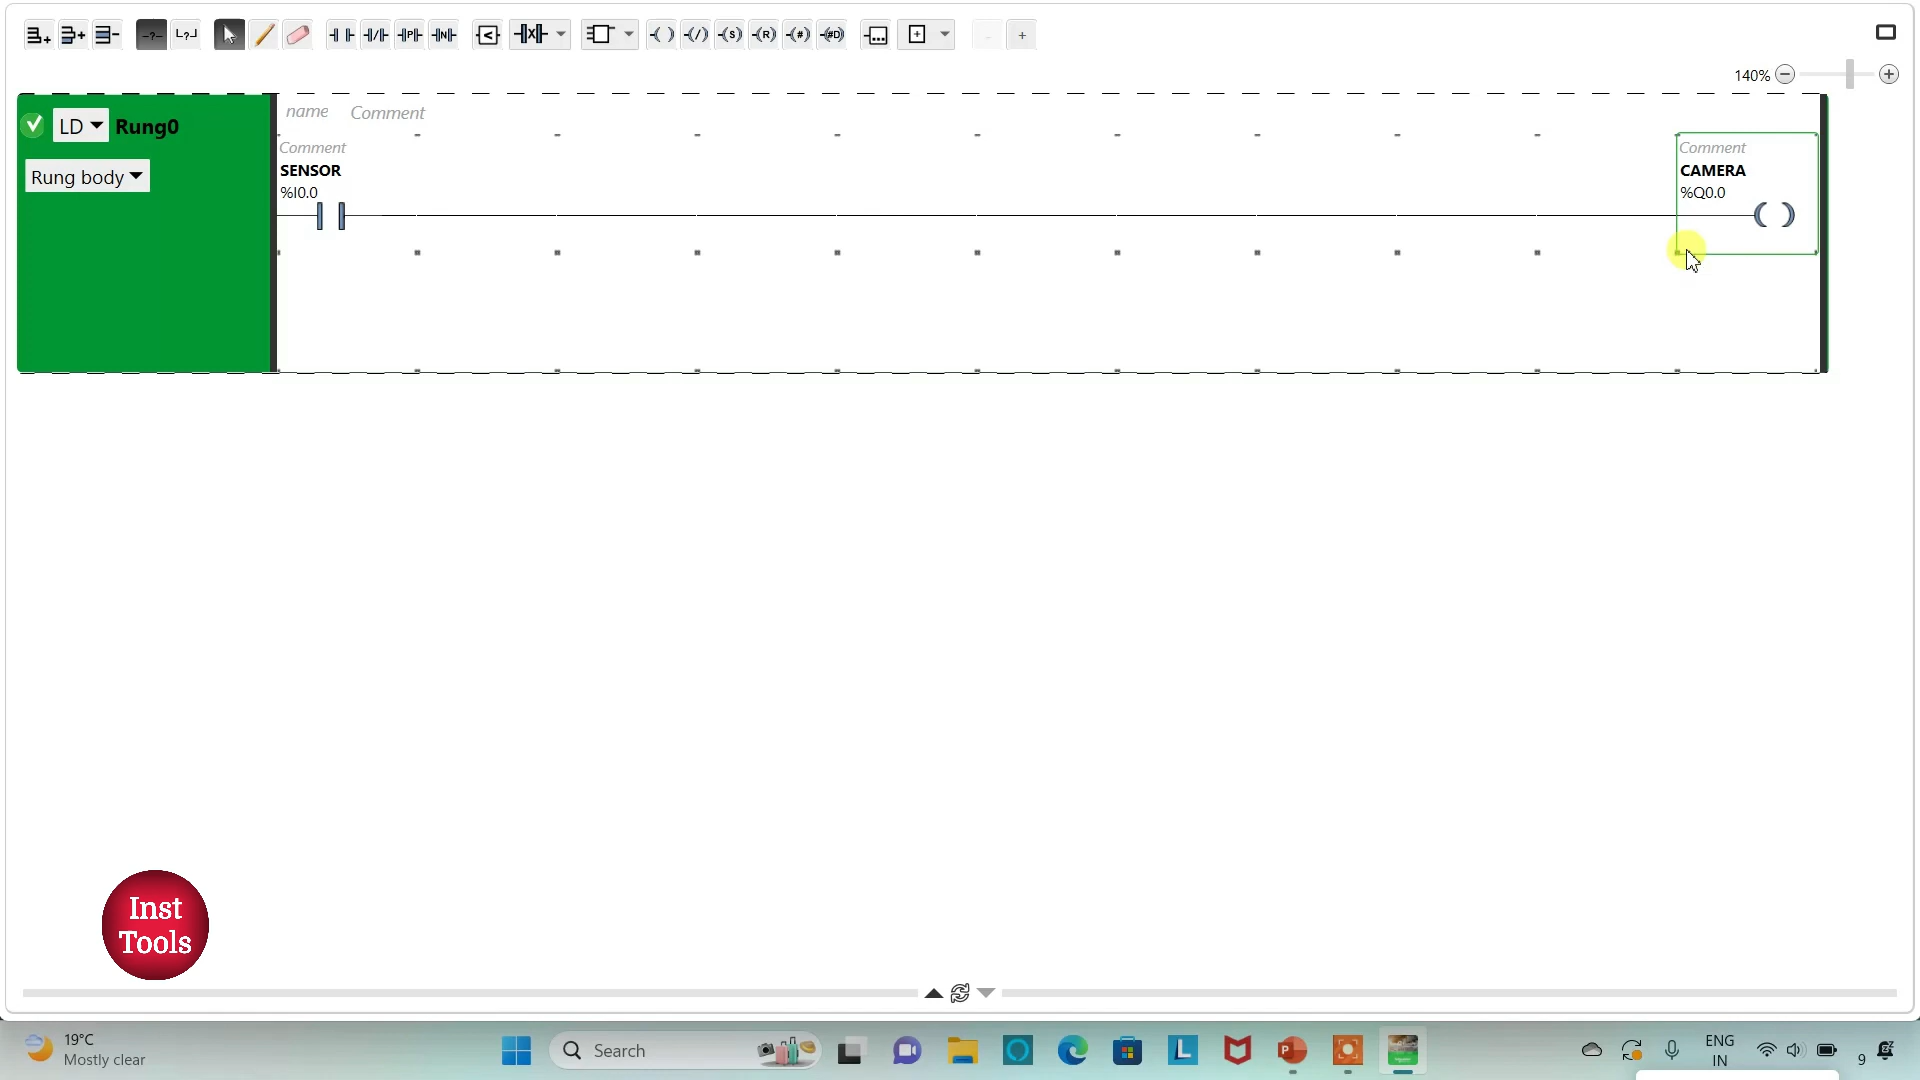 140%
LD Rung0
name Comment
Comment
SENSOR
%I0.0
Comment
CAMERA
%Q0.0
Rung body
Inst
Tools
19°C
Mostly clear
Search
ENG
IN
9